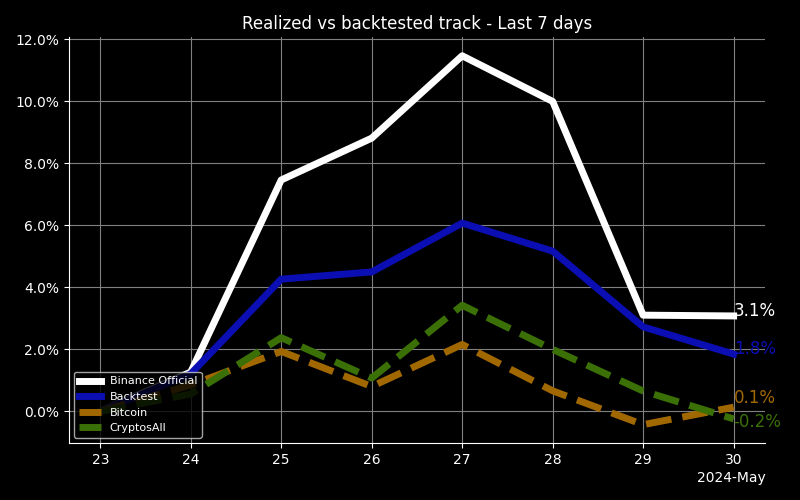 Realized vs backtested track - Last 7 days
12.0%
10.0%
8.0%
6.0%
4.0%
2.0%
0.0%
3.1%
1.8%
0.1%
-0.2%
Binance Official
Backtest
Bitcoin
CryptosAll
23 24 25 26 27 28 29 30
2024-May